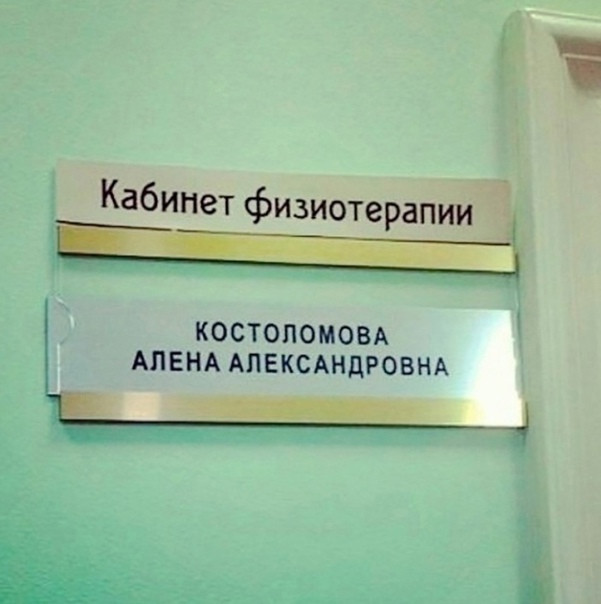 Кабинет физиотерапии
КОСТОЛОМОВА
АЛЕНА АЛЕКСАНДРОВНА